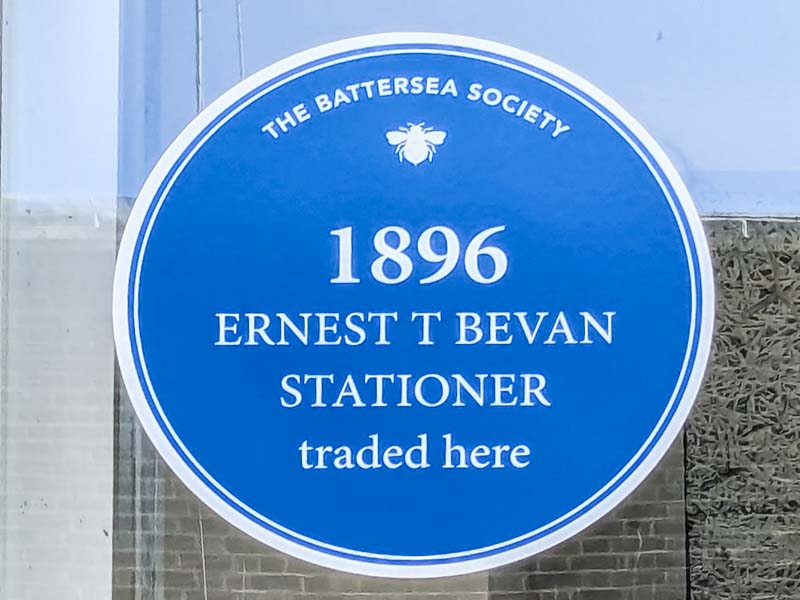 THE BATTERSEA SOCIETY
1896
ERNEST T BEVAN
STATIONER
traded here